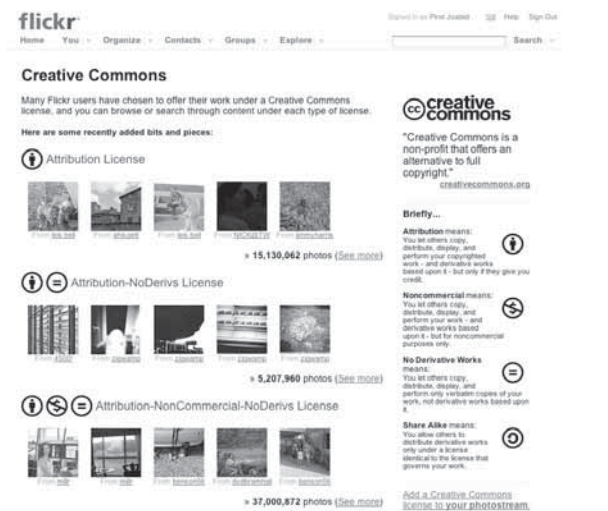 flickr
Signed in as Pimt Joaled Help Sign Out
Home You Organize Contacts Groups Explore Search
Creative Commons
Many Flickr users have chosen to offer their work under a Creative Commons
license, and you can browse or search through content under each type of license.
Here are some recently added bits and pieces:
Attribution License
From
» 15,130,062 photos (See more)
Attribution-NoDerivs License
From
» 5,207,960 photos (See more)
Attribution-NonCommercial-NoDerivs License
From
» 37,000,872 photos (See more)
cc creative
commons
"Creative Commons is a
non-profit that offers an
alternative to full
copyright."
creativecommons.org
Briefly...
Attribution means:
You let others copy,
distribute, display, and
perform your copyrighted
work - and derivative works
based upon it - but only if they give you
credit.
Noncommercial means:
You let others copy,
distribute, display, and
perform your work - and
derivative works based
upon it - but for noncommercial
purposes only.
No Derivative Works
means:
You let others copy,
distribute, display, and
perform only verbatim copies of your
work, not derivative works based upon
it.
Share Alike means:
You allow others to
distribute derivative works
only under a license
identical to the license that
governs your work.
Add a Creative Commons
license to your photostream.